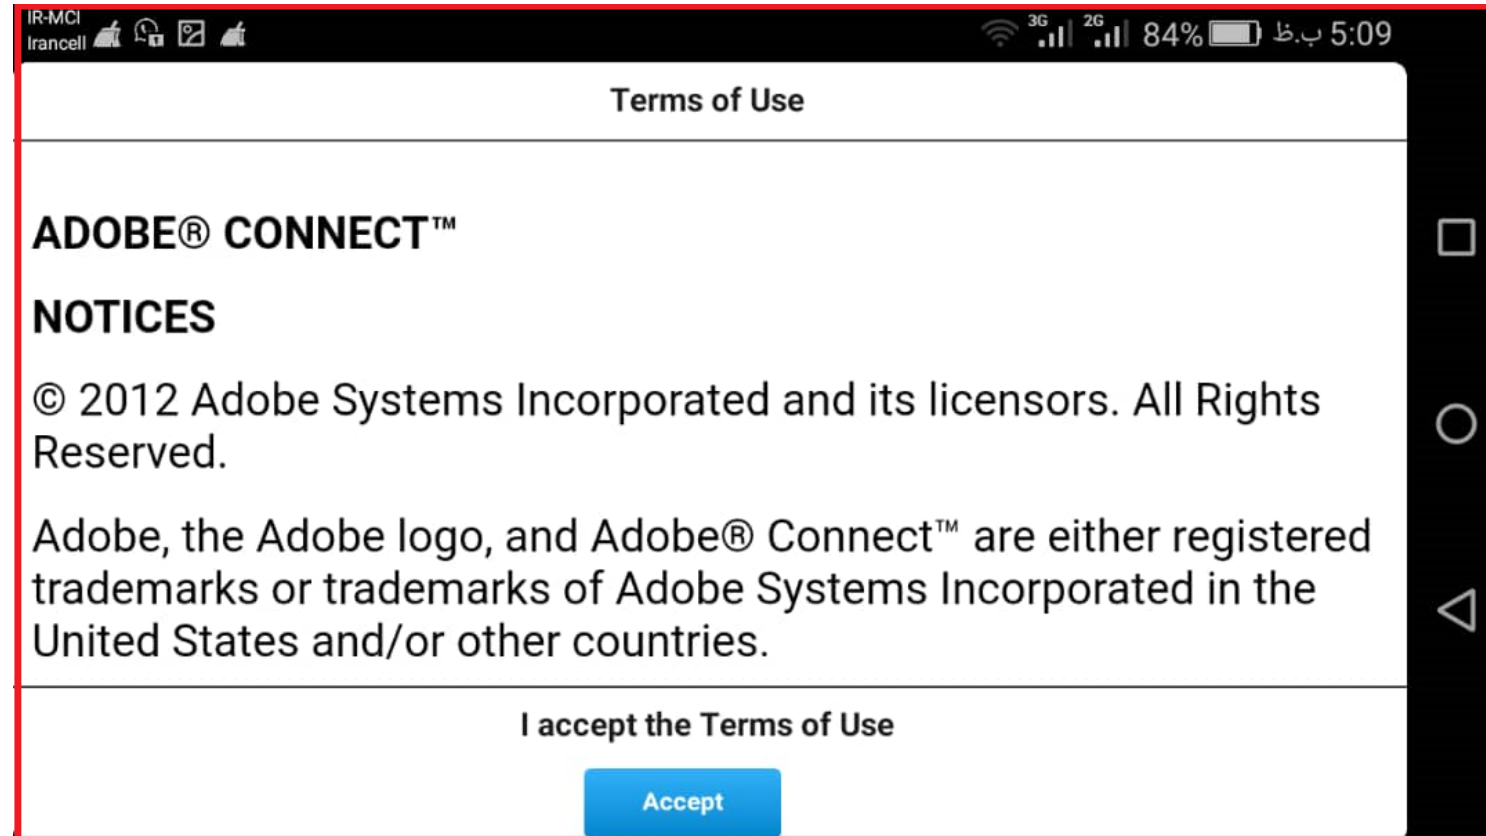 IR-MCI
Irancell
3G 2G 84% 5:09 ب.ظ
Terms of Use
ADOBE® CONNECT™
NOTICES
© 2012 Adobe Systems Incorporated and its licensors. All Rights
Reserved.
Adobe, the Adobe logo, and Adobe® Connect™ are either registered
trademarks or trademarks of Adobe Systems Incorporated in the
United States and/or other countries.
I accept the Terms of Use
Accept